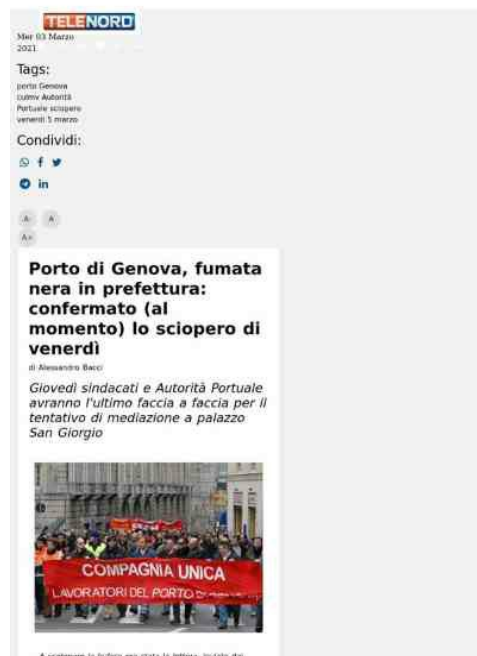 TELENORD
Mer 03 Marzo
2021
Tags:
porto Genova
culmv Autorità
Portuale sciopero
venerdì 5 marzo
Condividi:
A-
A
A+
Porto di Genova, fumata
nera in prefettura:
confermato (al
momento) lo sciopero di
venerdì
di Alessandro Bacci
Giovedì sindacati e Autorità Portuale
avranno l'ultimo faccia a faccia per il
tentativo di mediazione a palazzo
San Giorgio
COMPAGNIA UNICA
LAVORATORI DEL PORTO